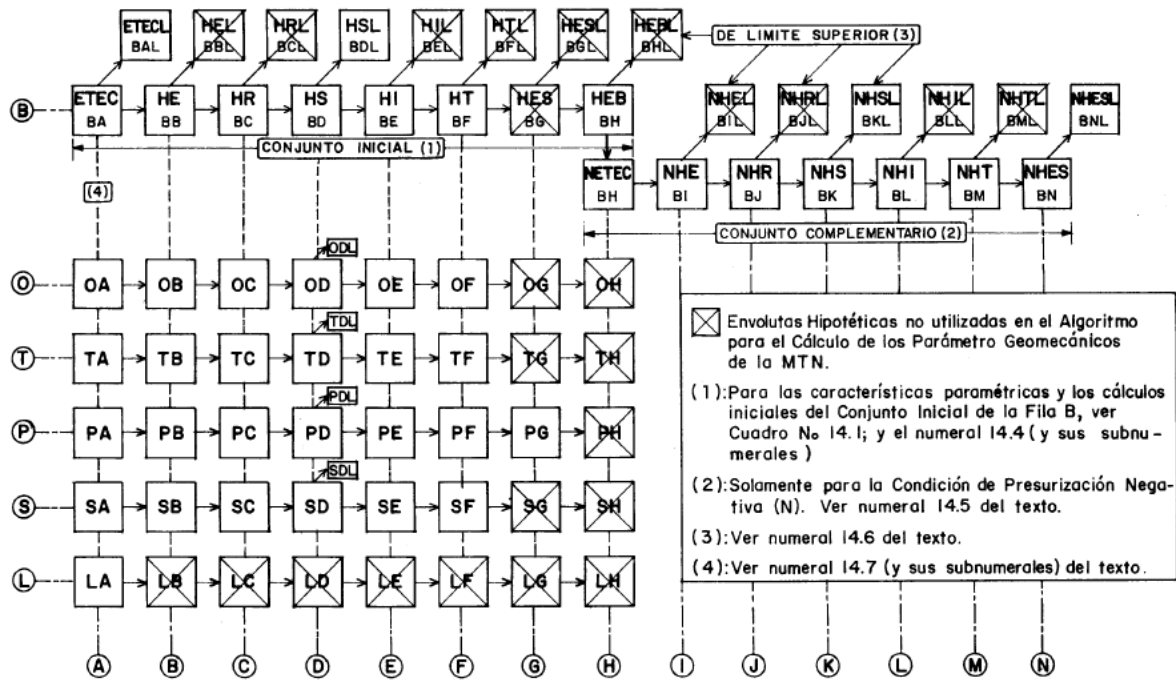 ETECL HEL HRL HSL HIL HTL HESL HEBL
BAL BBL BCL BDL BEL BFL BGL BHL
DE LIMITE SUPERIOR (3)
B
ETEC HE HR HS HI HT HES HEB
BA BB BC BD BE BF BG BH
NHEL NHRL NHSL NHIL NHTL NHESL
BIL BJL BKL BLL BML BNL
CONJUNTO INICIAL (1)
(4)
NETEC NHE NHR NHS NHI NHT NHES
BH BI BJ BK BL BM BN
CONJUNTO COMPLEMENTARIO (2)
ODL
O OA OB OC OD OE OF OG OH
TDL
T TA TB TC TD TE TF TG TH
PDL
P PA PB PC PD PE PF PG PH
SDL
S SA SB SC SD SE SF SG SH
L LA LB LC LD LE LF LG LH
Envolutas Hipotéticas no utilizadas en el Algoritmo
para el Cálculo de los Parámetro Geomecánicos
de la MTN.
(1):Para las características paramétricas y los cálculos
iniciales del Conjunto Inicial de la Fila B, ver
Cuadro No 14.1; y el numeral 14.4 (y sus subnu-
merales)
(2):Solamente para la Condición de Presurización Nega-
tiva (N). Ver numeral 14.5 del texto.
(3):Ver numeral 14.6 del texto.
(4):Ver numeral 14.7 (y sus subnumerales) del texto.
A B C D E F G H I J K L M N